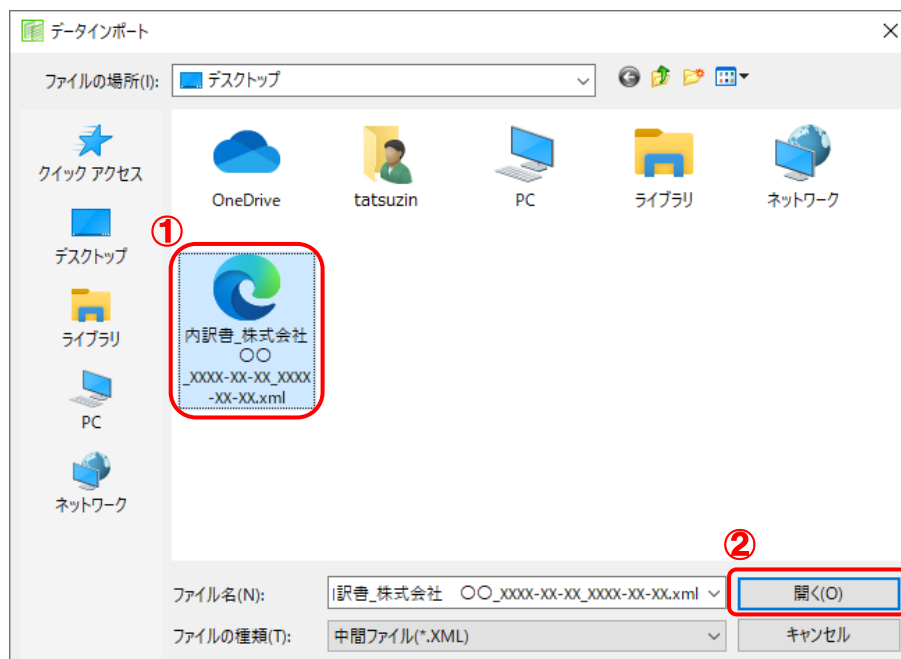 データインポート
ファイルの場所(I):
デスクトップ
クイック アクセス
デスクトップ
ライブラリ
PC
ネットワーク
OneDrive
tatsuzin
PC
ライブラリ
ネットワーク
①
内訳書_株式会社
○○
_XXXX-XX-XX_XXXX
-XX-XX.xml
②
ファイル名(N):
訳書_株式会社　○○_XXXX-XX-XX_XXXX-XX-XX.xml
開く(O)
ファイルの種類(T):
中間ファイル(*.XML)
キャンセル